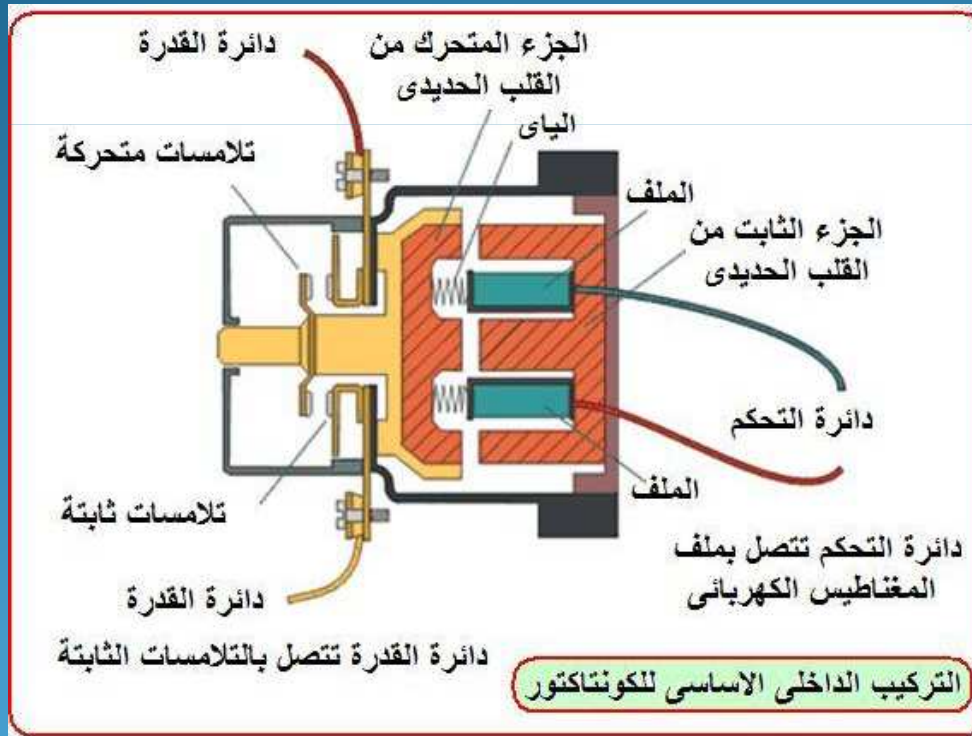 الجزء المتحرك من
القلب الحديدى
دائرة القدرة
الياى
تلامسات متحركة
الملف
الجزء الثابت من
القلب الحديدى
دائرة التحكم
الملف
تلامسات ثابتة
دائرة التحكم تتصل بملف
المغناطيس الكهربائى
دائرة القدرة
دائرة القدرة تتصل بالتلامسات الثابتة
التركيب الداخلى الاساسى للكونتاكتور